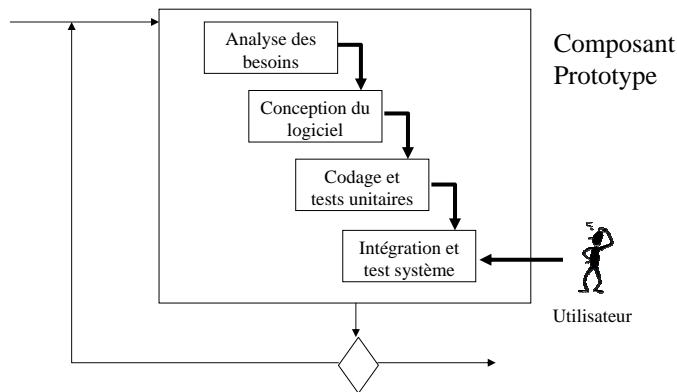 Analyse des
besoins
Composant
Prototype
Conception du
logiciel
Codage et
tests unitaires
Intégration et
test système
Utilisateur